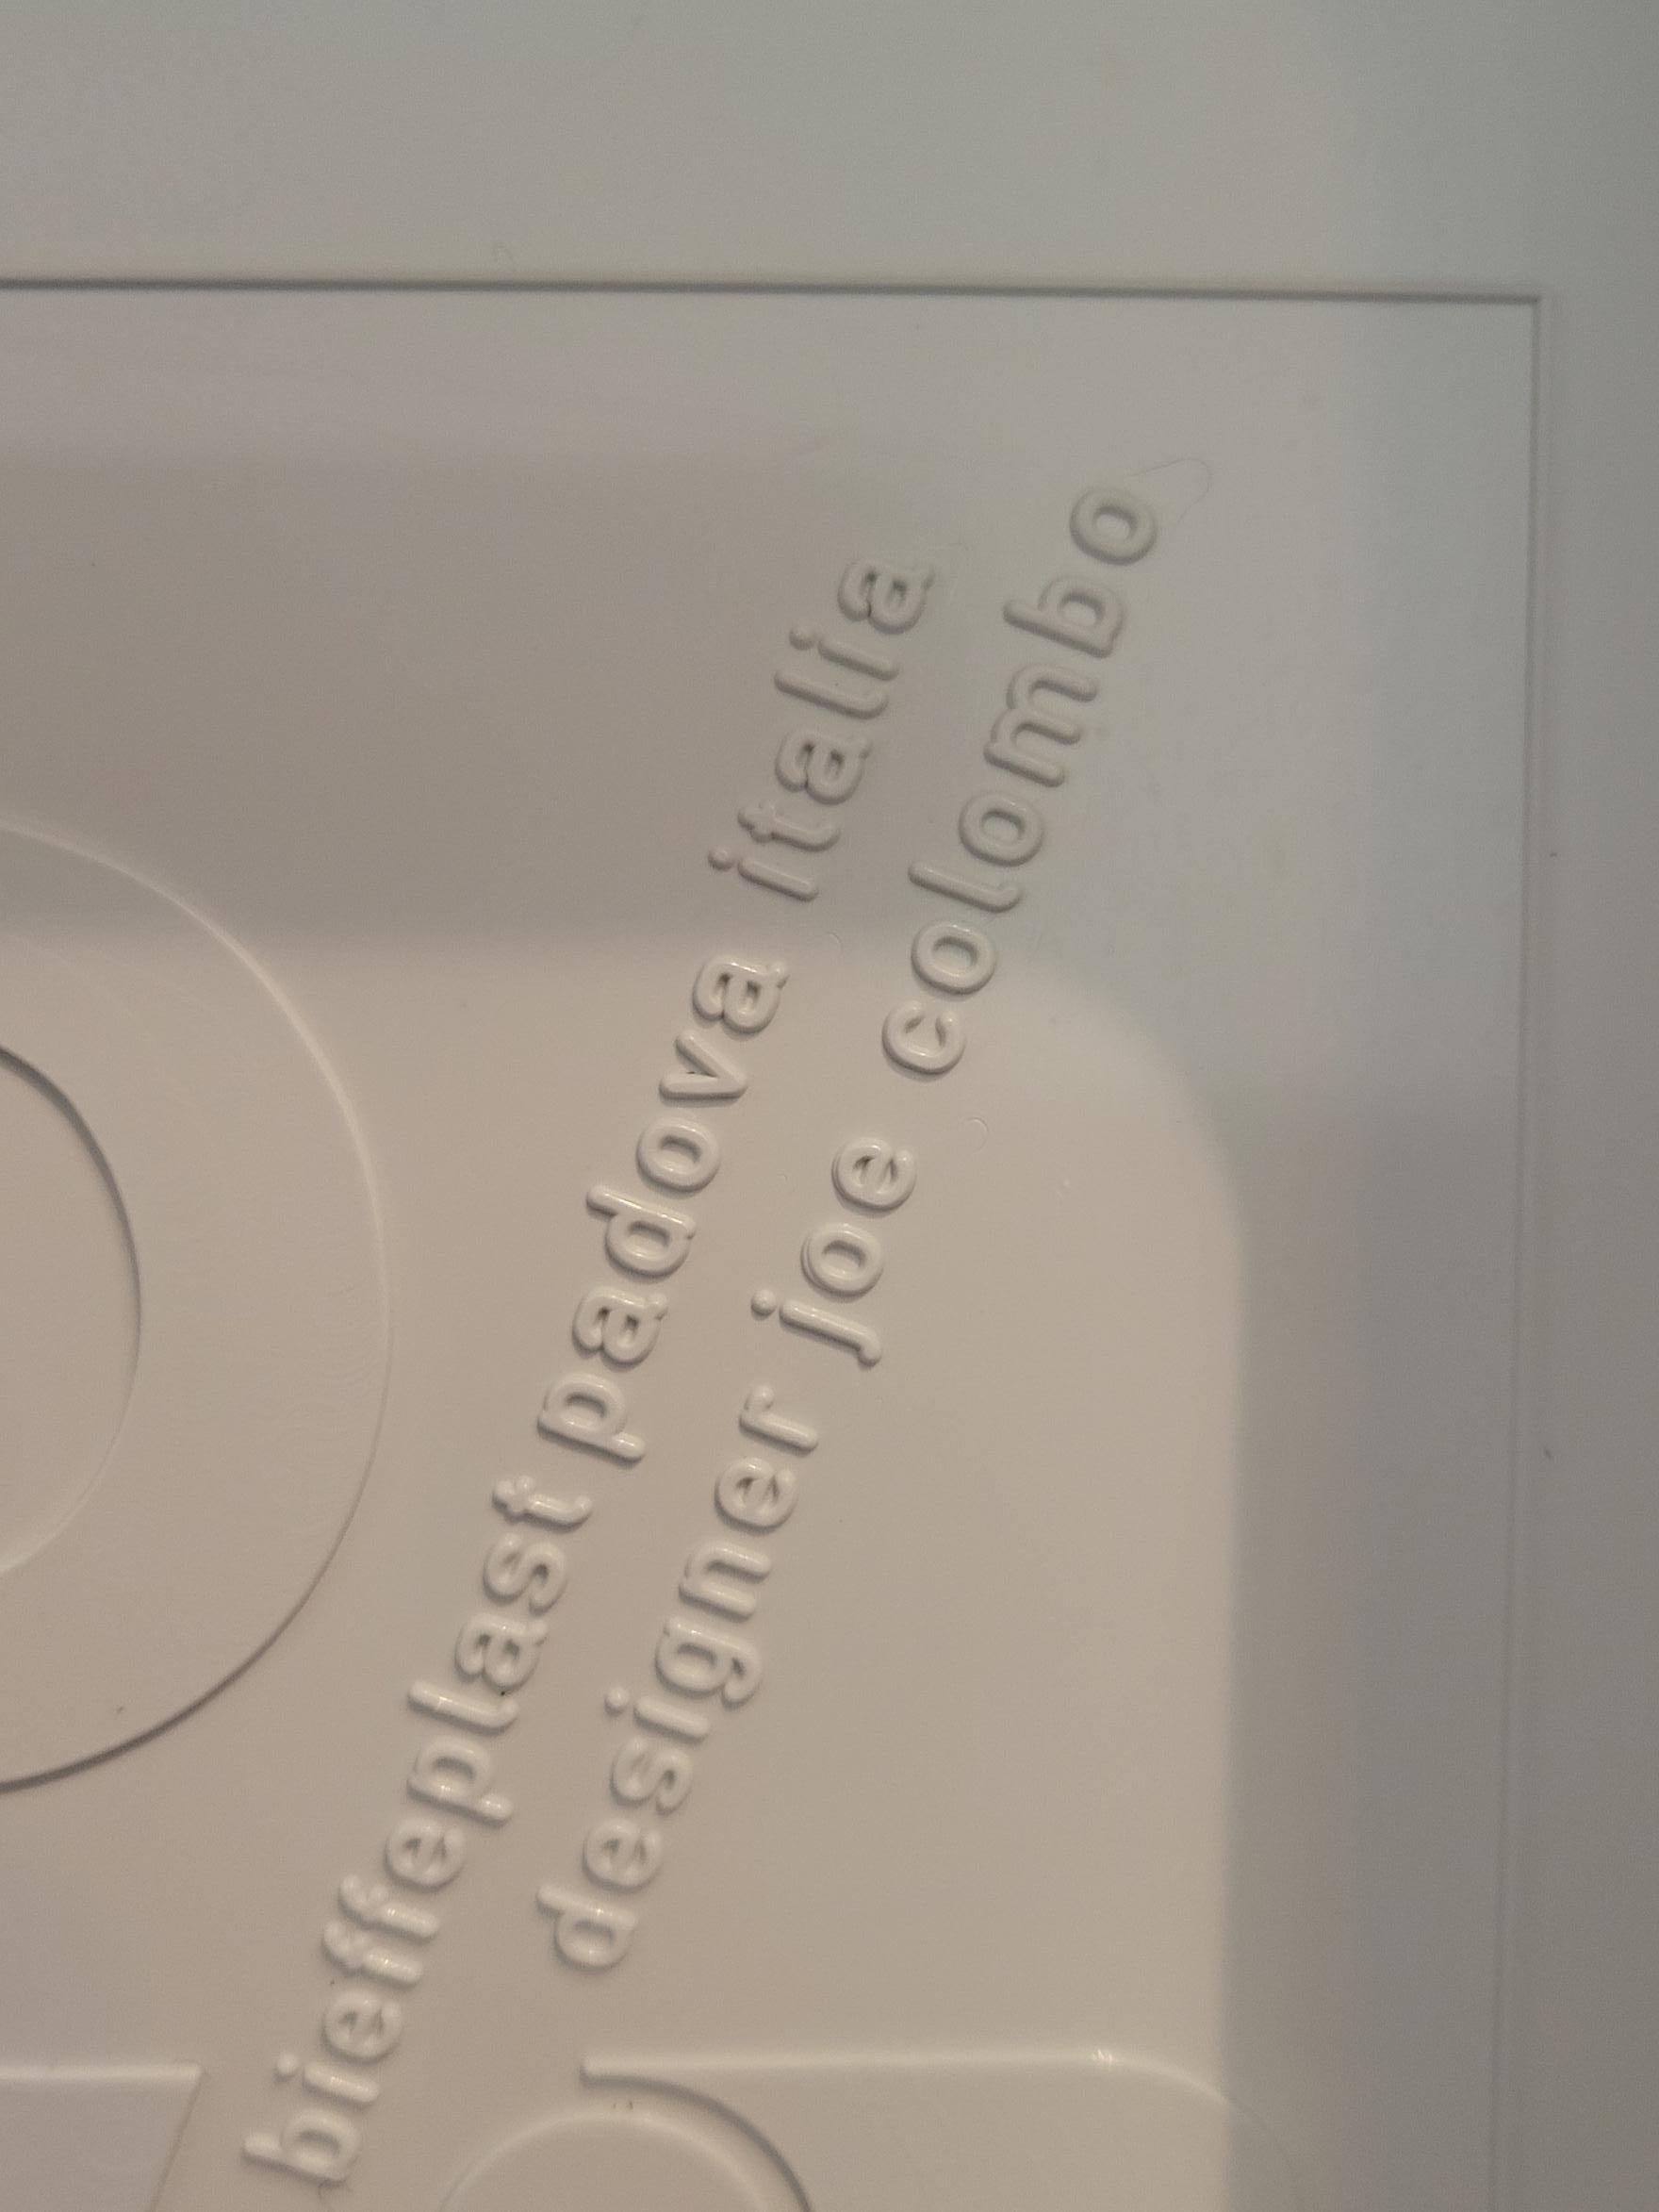 bieffeplast padova italia
designer joe colombo